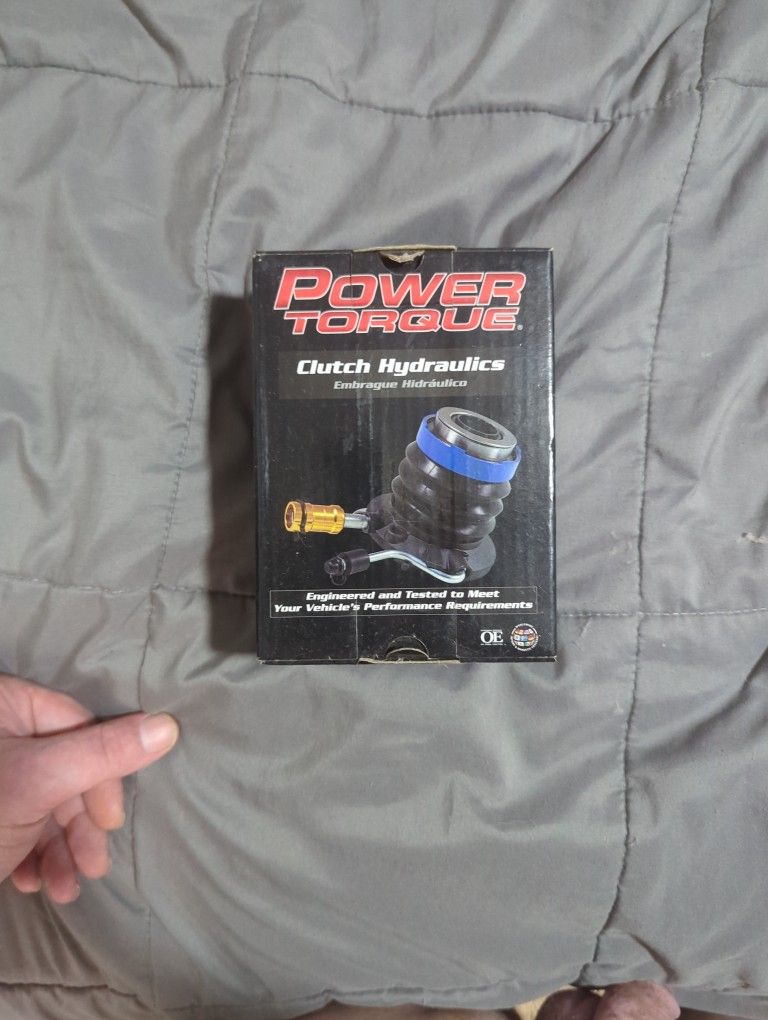 POWER
TORQUE®
Clutch Hydraulics
Embrague Hidráulico
Engineered and Tested to Meet
Your Vehicle's Performance Requirements
OE